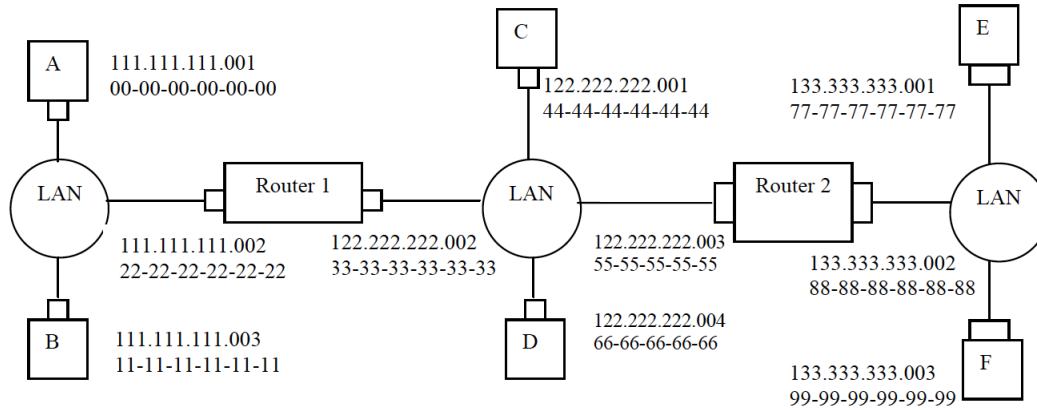 A
111.111.111.001
00-00-00-00-00-00
C
122.222.222.001
44-44-44-44-44-44
E
133.333.333.001
77-77-77-77-77-77
LAN
Router 1
LAN
Router 2
LAN
111.111.111.002
22-22-22-22-22-22
122.222.222.002
33-33-33-33-33-33
122.222.222.003
55-55-55-55-55
133.333.333.002
88-88-88-88-88-88
B
111.111.111.003
11-11-11-11-11-11
D
122.222.222.004
66-66-66-66-66
133.333.333.003
99-99-99-99-99-99
F